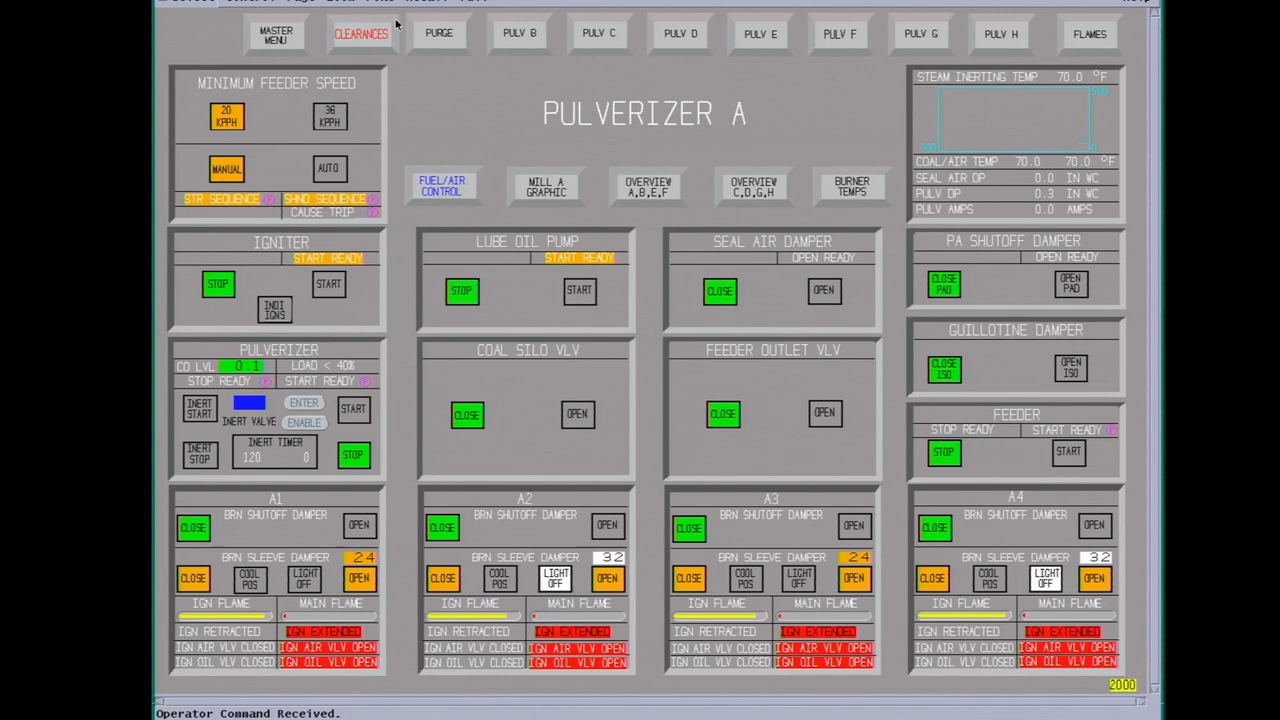 MASTER MENU
CLEARANCES
PURGE
PULV B
PULV C
PULV D
PULV E
PULV F
PULV G
PULV H
FLAMES
MINIMUM FEEDER SPEED
20 KPPH
36 KPPH
MANUAL
AUTO
STR SEQUENCE
SHND SEQUENCE
CAUSE TRIP
PULVERIZER A
FUEL/AIR CONTROL
MILL A GRAPHIC
OVERVIEW A,B,E,F
OVERVIEW C,D,G,H
BURNER TEMPS
STEAM INERTING TEMP 70.0 °F
500
0
COAL/AIR TEMP 70.0 70.0 °F
SEAL AIR DP 0.0 IN WC
PULV DP 0.3 IN WC
PULV AMPS 0.0 AMPS
IGNITER
START READY
STOP
START
INDI IGNS
LUBE OIL PUMP
START READY
STOP
START
SEAL AIR DAMPER
OPEN READY
CLOSE
OPEN
PA SHUTOFF DAMPER
OPEN READY
CLOSE PAD
OPEN PAD
GUILLOTINE DAMPER
CLOSE ISO
OPEN ISO
PULVERIZER
CO LVL 0.1 LOAD < 40%
STOP READY START READY
INERT START
INERT VALVE
ENTER
ENABLE
START
INERT STOP
INERT TIMER
120 0
STOP
COAL SILO VLV
CLOSE
OPEN
FEEDER OUTLET VLV
CLOSE
OPEN
FEEDER
STOP READY START READY
STOP
START
A1
BRN SHUTOFF DAMPER
CLOSE
OPEN
BRN SLEEVE DAMPER 24
CLOSE
COOL POS
LIGHT OFF
OPEN
IGN FLAME MAIN FLAME
IGN RETRACTED IGN EXTENDED
IGN AIR VLV CLOSED IGN AIR VLV OPEN
IGN OIL VLV CLOSED IGN OIL VLV OPEN
A2
BRN SHUTOFF DAMPER
CLOSE
OPEN
BRN SLEEVE DAMPER 32
CLOSE
COOL POS
LIGHT OFF
OPEN
IGN FLAME MAIN FLAME
IGN RETRACTED IGN EXTENDED
IGN AIR VLV CLOSED IGN AIR VLV OPEN
IGN OIL VLV CLOSED IGN OIL VLV OPEN
A3
BRN SHUTOFF DAMPER
CLOSE
OPEN
BRN SLEEVE DAMPER 24
CLOSE
COOL POS
LIGHT OFF
OPEN
IGN FLAME MAIN FLAME
IGN RETRACTED IGN EXTENDED
IGN AIR VLV CLOSED IGN AIR VLV OPEN
IGN OIL VLV CLOSED IGN OIL VLV OPEN
A4
BRN SHUTOFF DAMPER
CLOSE
OPEN
BRN SLEEVE DAMPER 32
CLOSE
COOL POS
LIGHT OFF
OPEN
IGN FLAME MAIN FLAME
IGN RETRACTED IGN EXTENDED
IGN AIR VLV CLOSED IGN AIR VLV OPEN
IGN OIL VLV CLOSED IGN OIL VLV OPEN
2000
Operator Command Received.